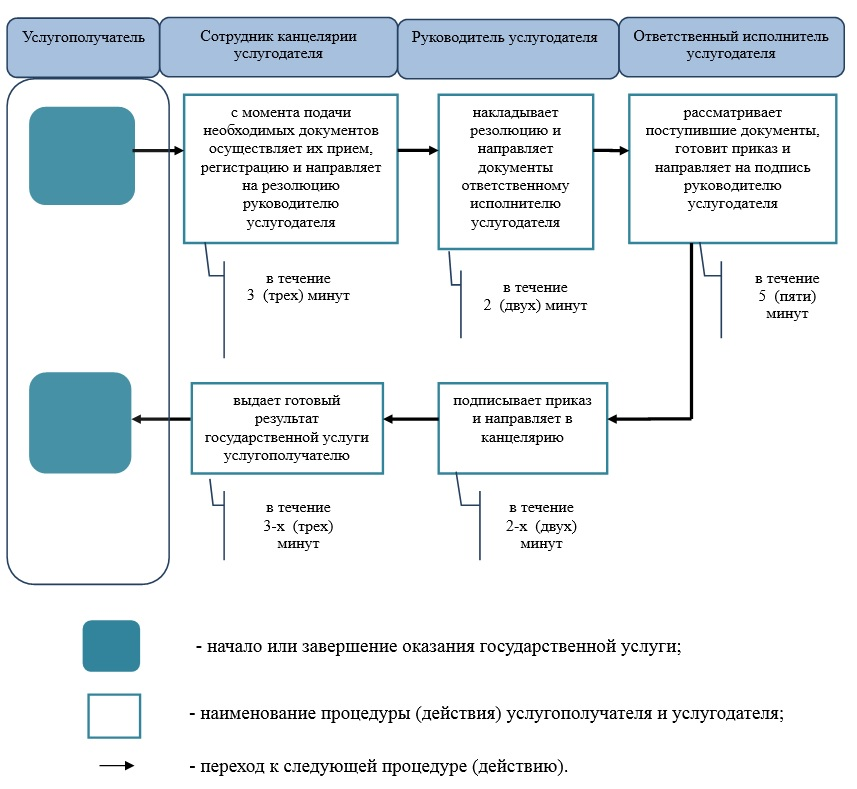 Услугополучатель
Сотрудник канцелярии
услугодателя
Руководитель услугодателя
Ответственный исполнитель
услугодателя
с момента подачи
необходимых документов
осуществляет их прием,
регистрацию и направляет
на резолюцию
руководителю
услугодателя
накладывает
резолюцию и
направляет
документы
ответственному
исполнителю
услугодателя
рассматривает
поступившие документы,
готовит приказ и
направляет на подпись
руководителю
услугодателя
в течение
3 (трех) минут
в течение
2 (двух) минут
в течение
5 (пяти)
минут
выдает готовый
результат
государственной услуги
услугополучателю
подписывает приказ
и направляет в
канцелярию
в течение
3-х (трех)
минут
в течение
2-х (двух)
минут
- начало или завершение оказания государственной услуги;
- наименование процедуры (действия) услугополучателя и услугодателя;
- переход к следующей процедуре (действию).